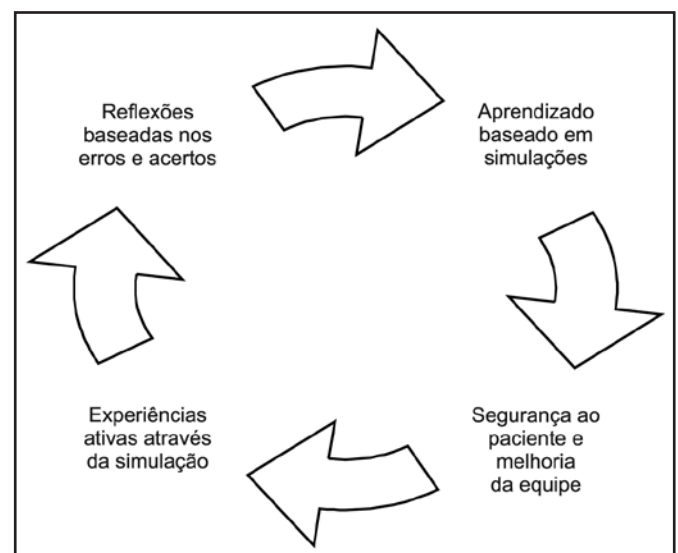 Reflexões
baseadas nos
erros e acertos
Aprendizado
baseado em
simulações
Experiências
ativas através
da simulação
Segurança ao
paciente e
melhoria
da equipe